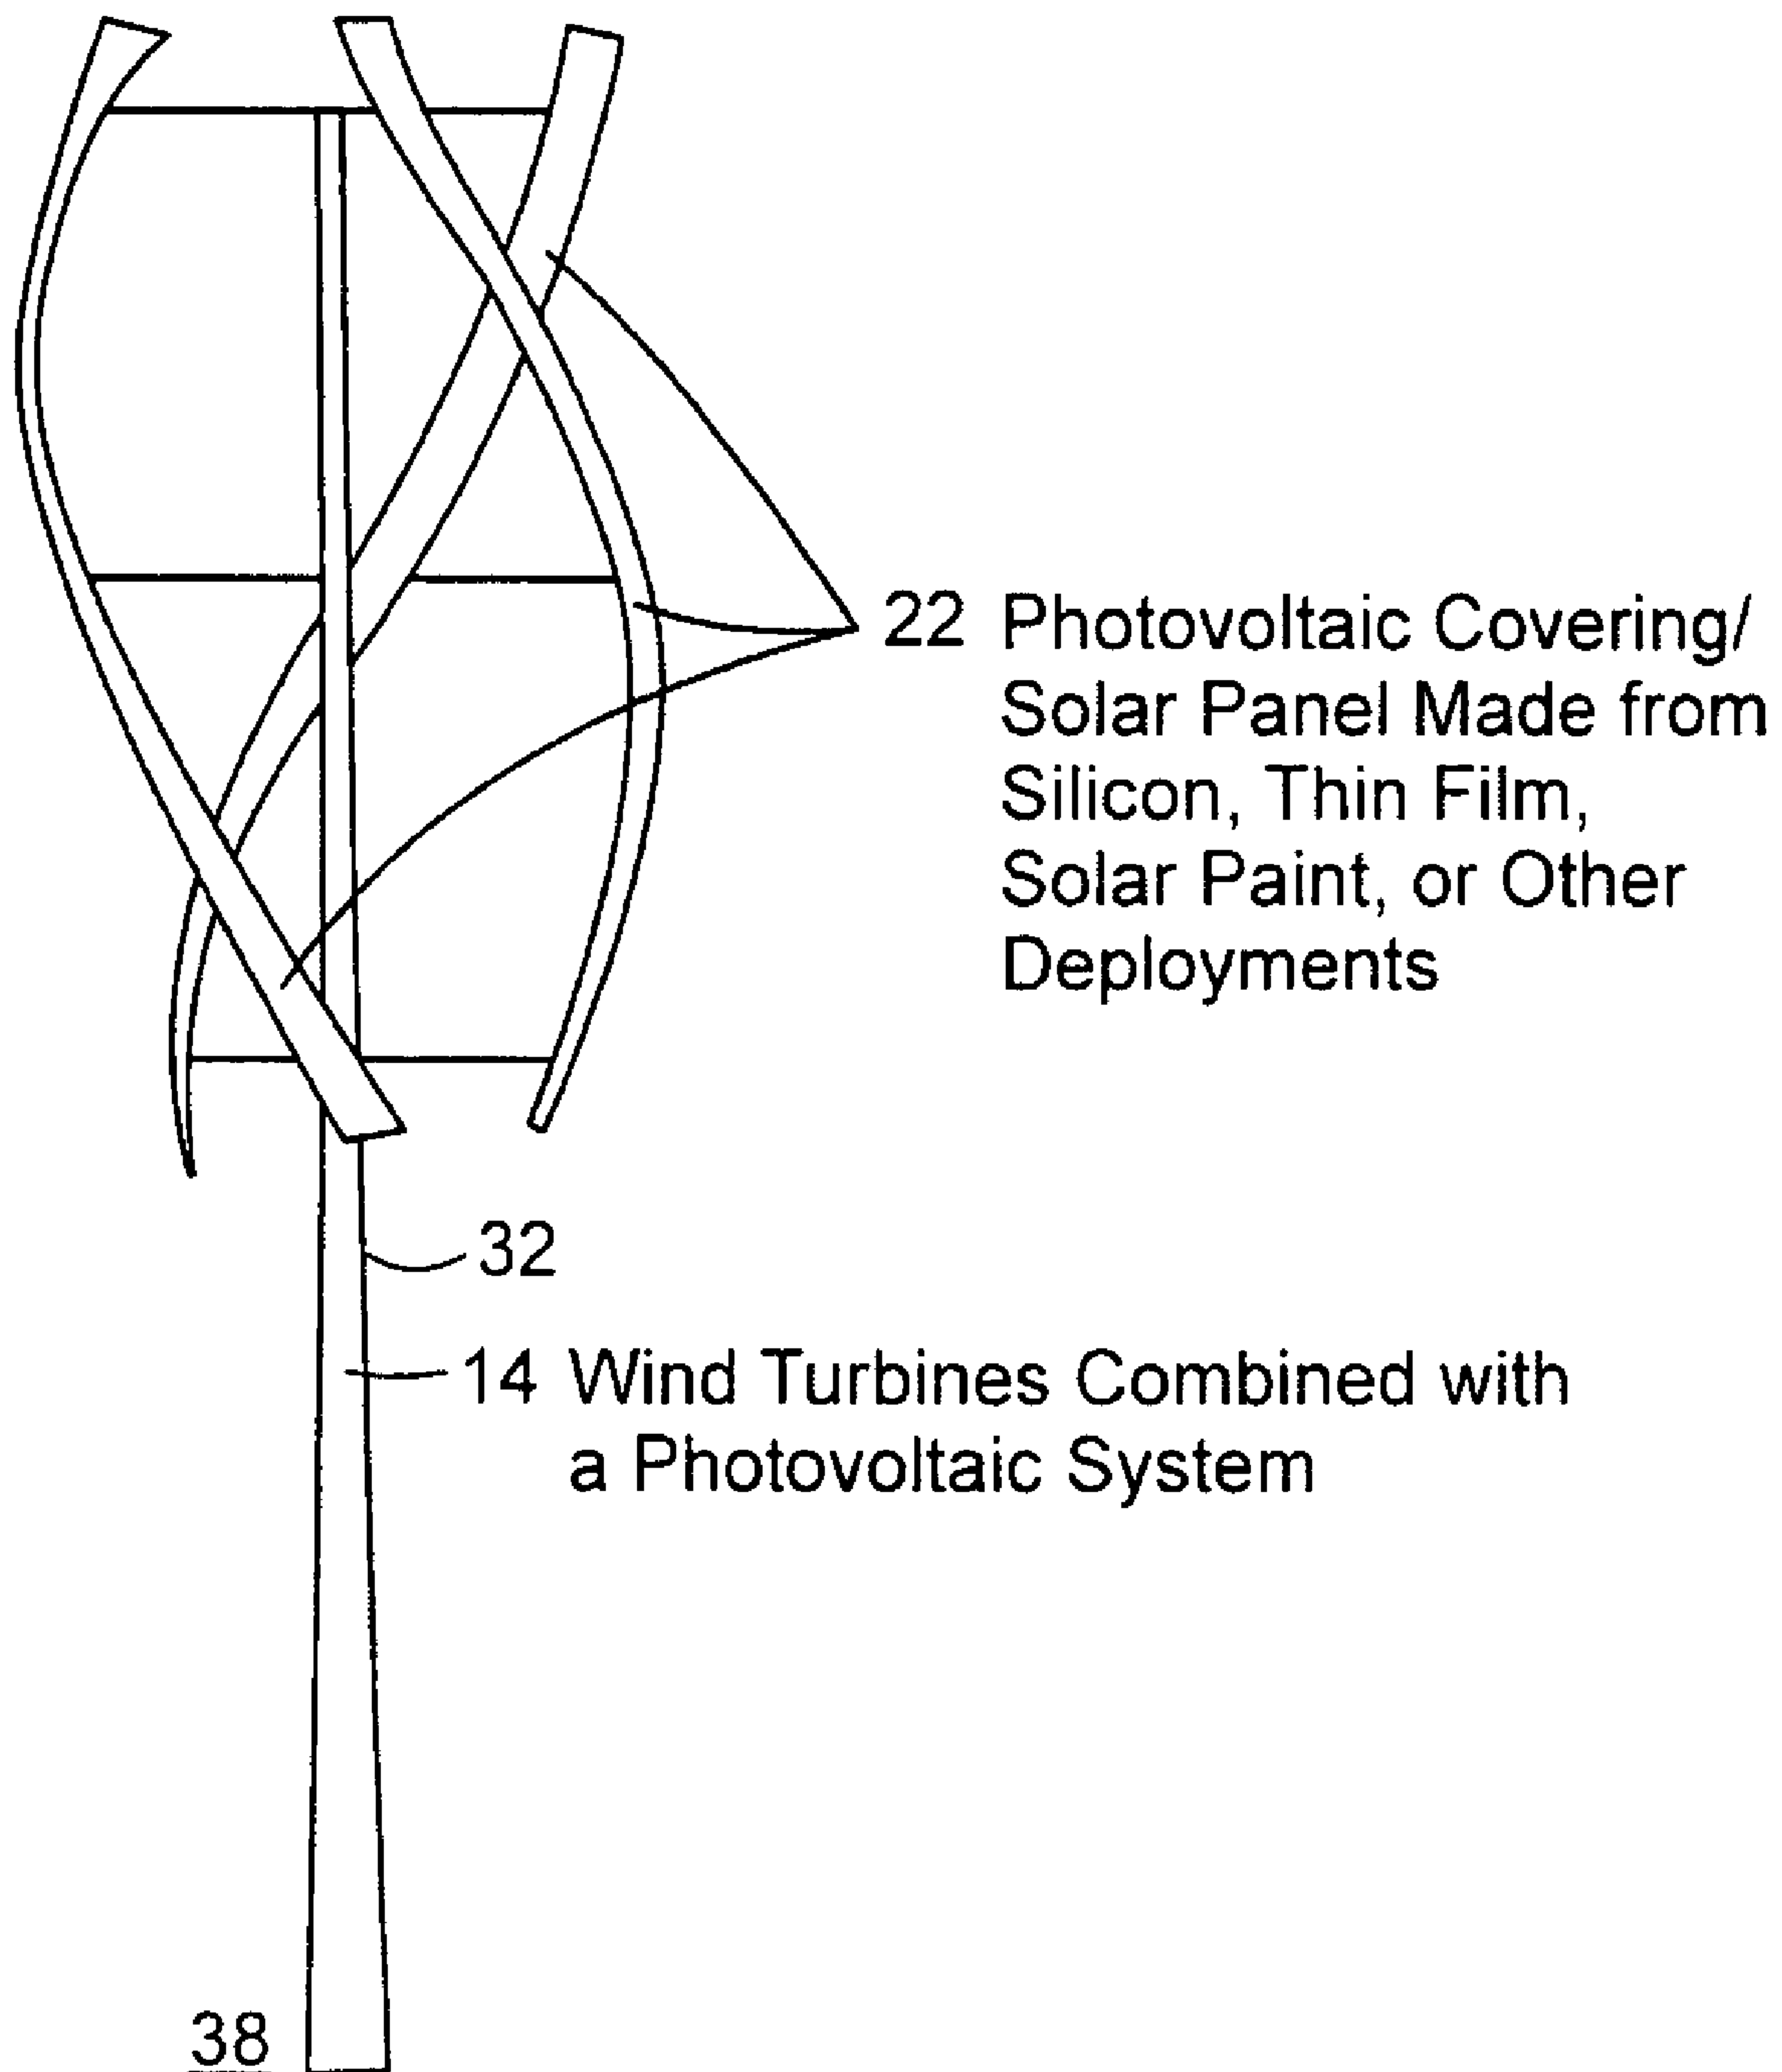 22 Photovoltaic Covering/
Solar Panel Made from
Silicon, Thin Film,
Solar Paint, or Other
Deployments
32
14 Wind Turbines Combined with
a Photovoltaic System
38